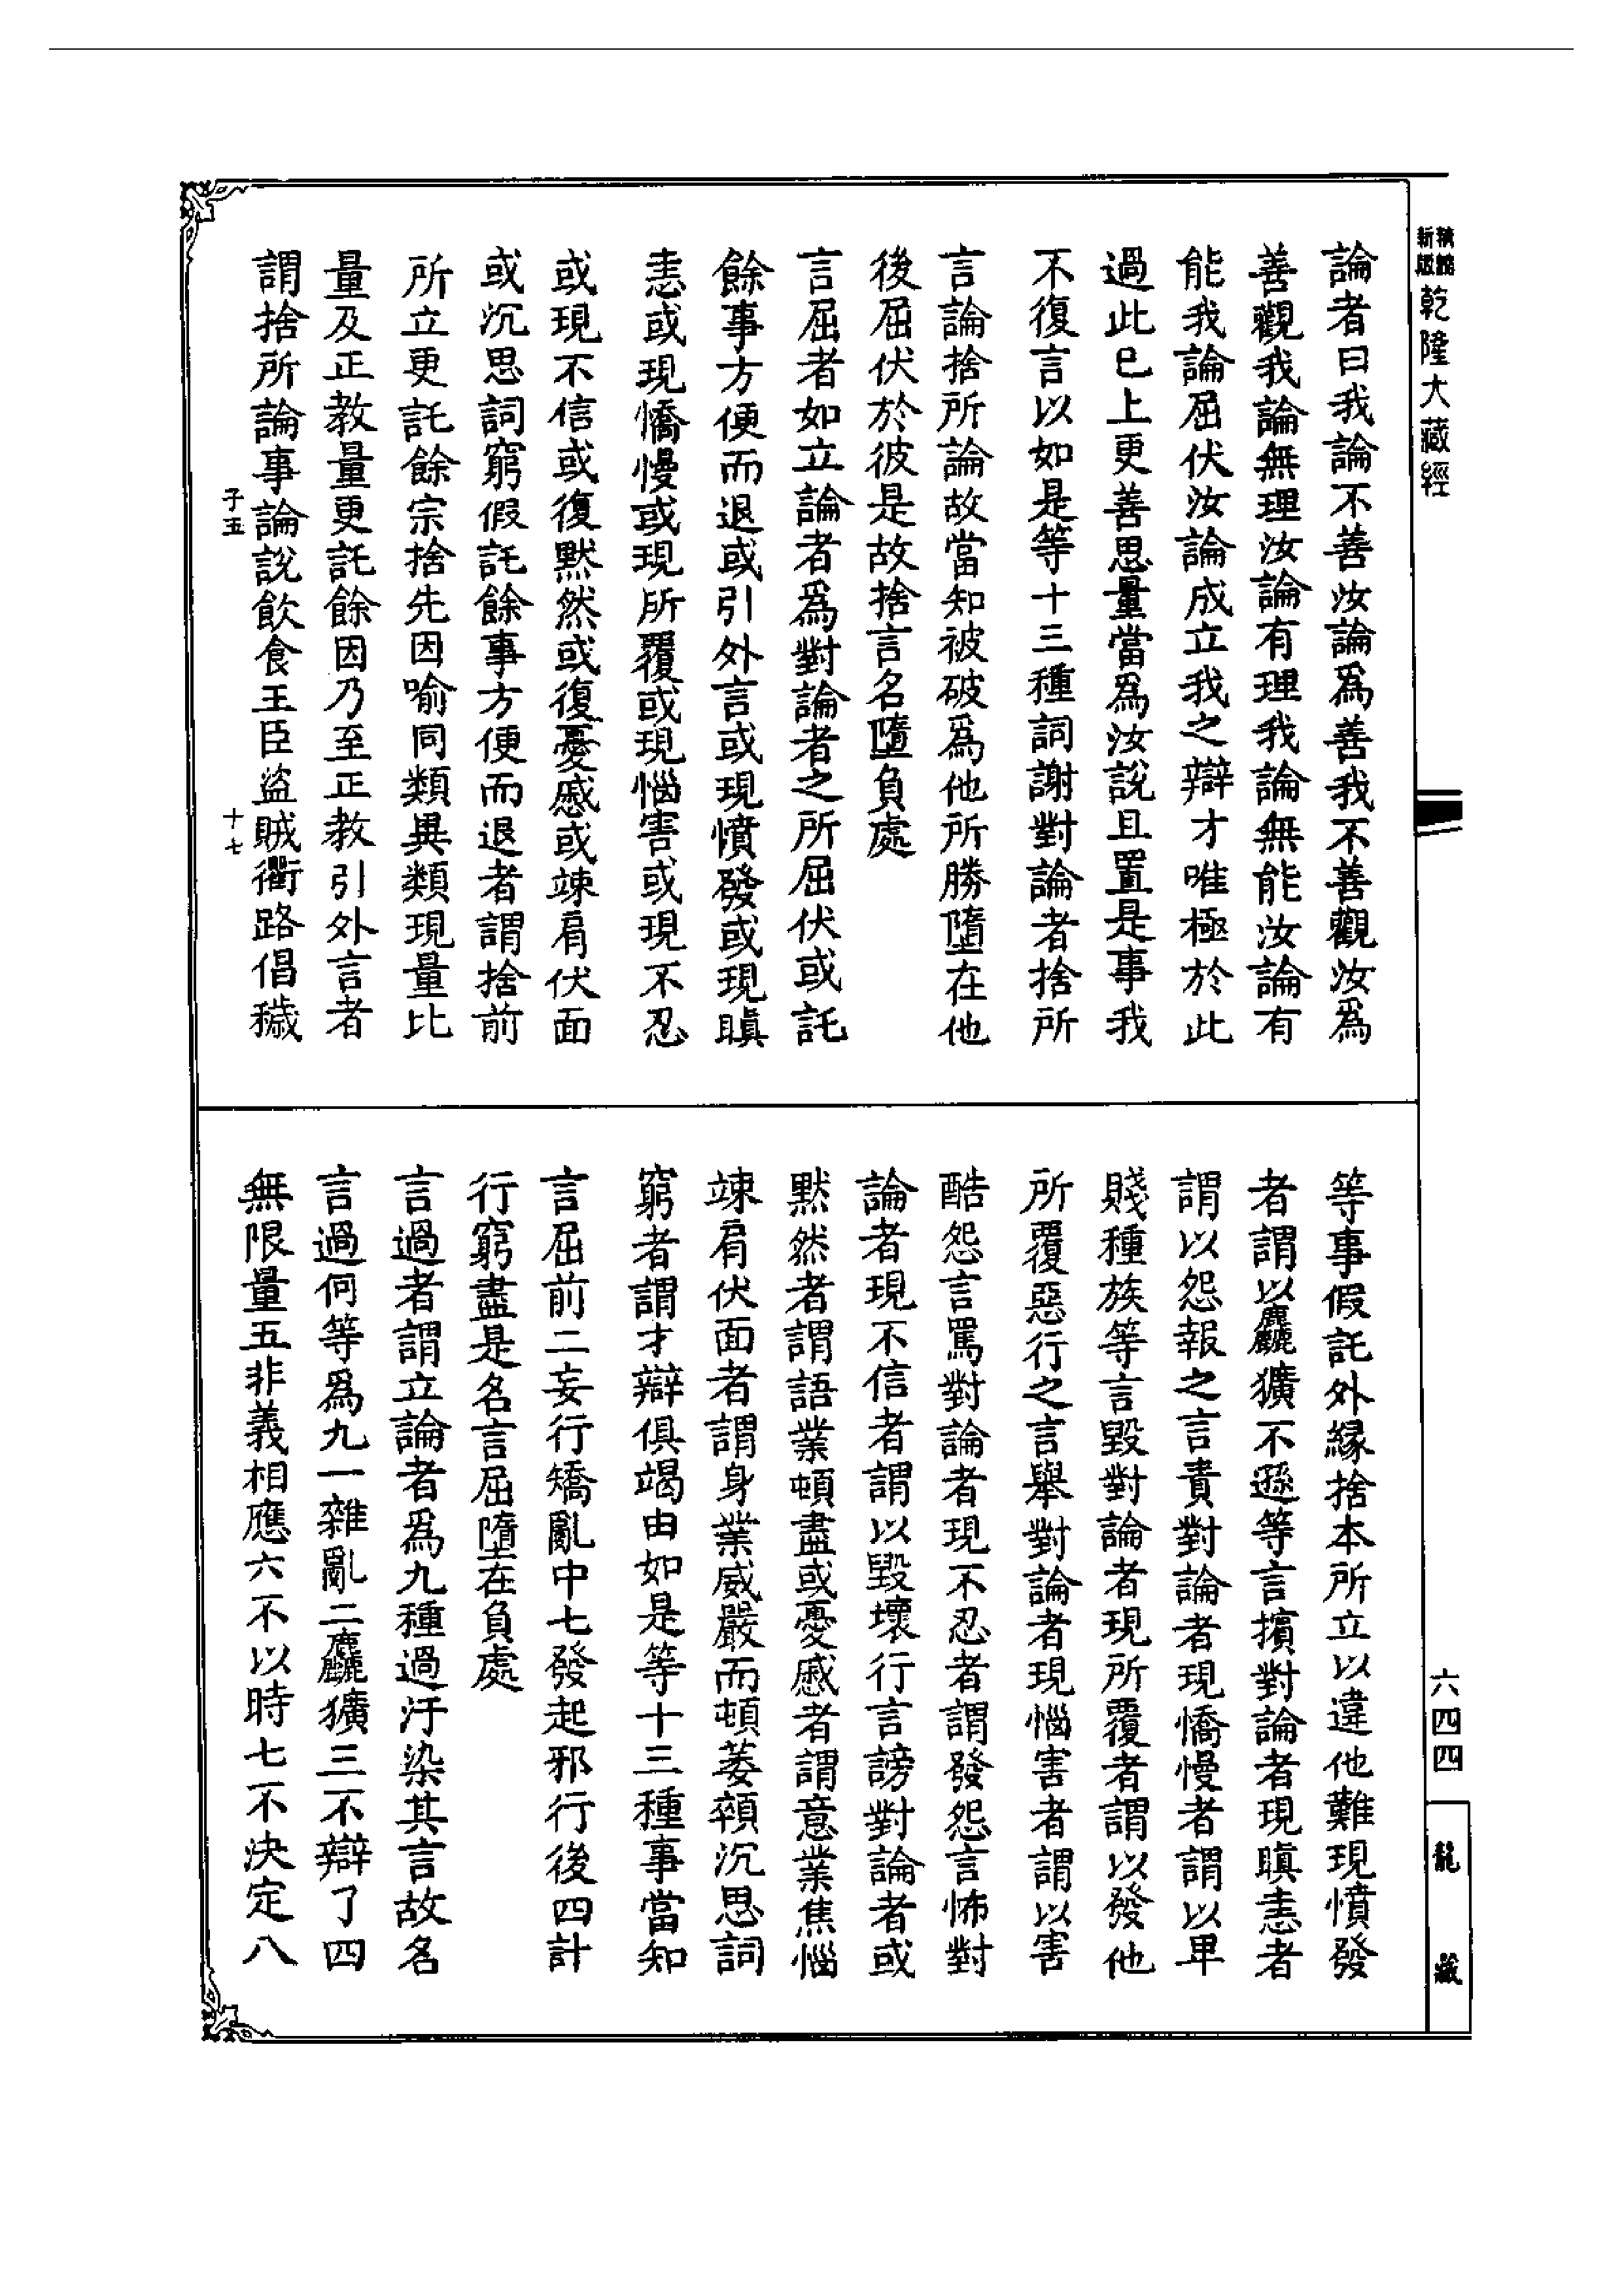 新版
乾隆大藏經
論者曰我論不善汝論爲善我不善觀汝爲
善觀我論無理汝論有理我論無能汝論有
能我論屈伏汝論成立我之辯才唯極於此
過此已上更善思量當爲汝說且置是事我
不復言以如是等十三種詞謝對論者捨所
言論捨所論故當知被破爲他所勝墮在他
後屈伏於彼是故捨言名墮負處
言屈者如立論者爲對論者之所屈伏或託
餘事方便而退或引外言或現憤發或現瞋
恚或現憍慢或現所覆或現惱害或現不忍
或現不信或復默然或復憂慼或竦肩伏面
或沉思詞窮假託餘事方便而退者謂捨前
所立更託餘宗捨先因喻同類異類現量比
量及正教量更託餘因乃至正教引外言者
謂捨所論事論說飲食王臣盜賊衢路倡穢
子五
十七
等事假託外緣捨本所立以違他難現憤發
者謂以麤獷不遜等言擯對論者現瞋恚者
謂以怨報之言責對論者現憍慢者謂以卑
賤種族等言毀對論者現所覆者謂以發他
所覆惡行之言舉對論者現惱害者謂以害
酷怨言罵對論者現不忍者謂發怨言怖對
論者現不信者謂以毀壞行言謗對論者或
默然者謂語業頓盡或憂慼者謂意業焦惱
竦肩伏面者謂身業威嚴而頓萎顇沉思詞
窮者謂才辯俱竭由如是等十三種事當知
言屈前二妄行矯亂中七發起邪行後四計
行窮盡是名言屈墮在負處
言過者謂立論者爲九種過汙染其言故名
言過何等爲九一雜亂二麤獷三不辯了四
無限量五非義相應六不以時七不決定八
六四四
龍藏